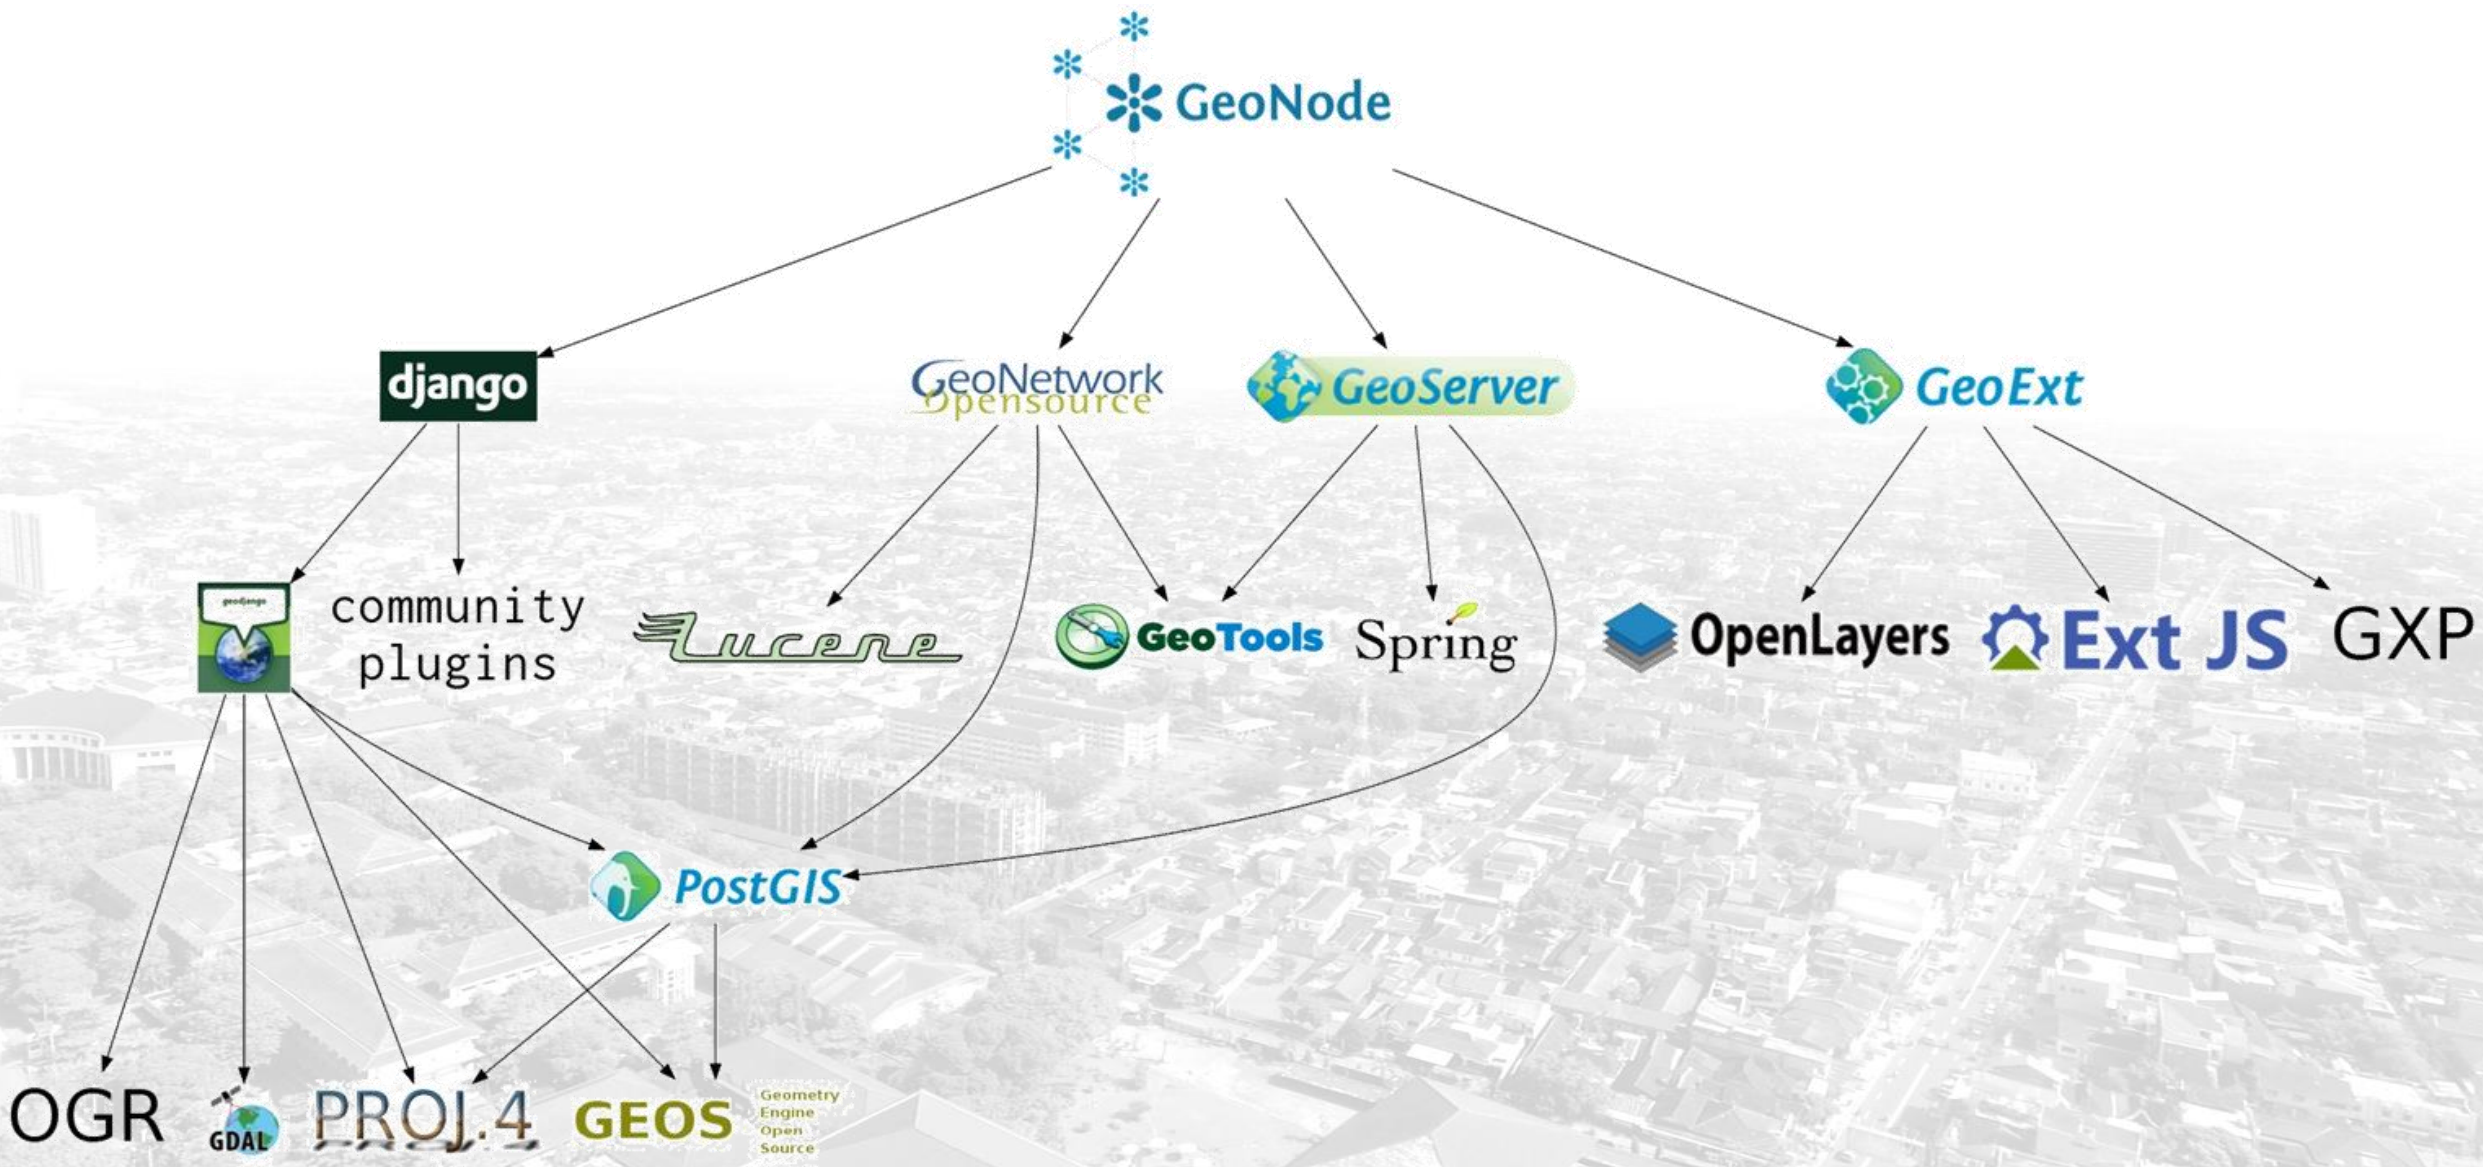 GeoNode
django
GeoNetwork
Opensource
GeoServer
GeoExt
geodjango
community
plugins
Lucene
GeoTools
Spring
OpenLayers
Ext JS
GXP
PostGIS
OGR
GDAL
PROJ.4
GEOS
Geometry
Engine
Open
Source